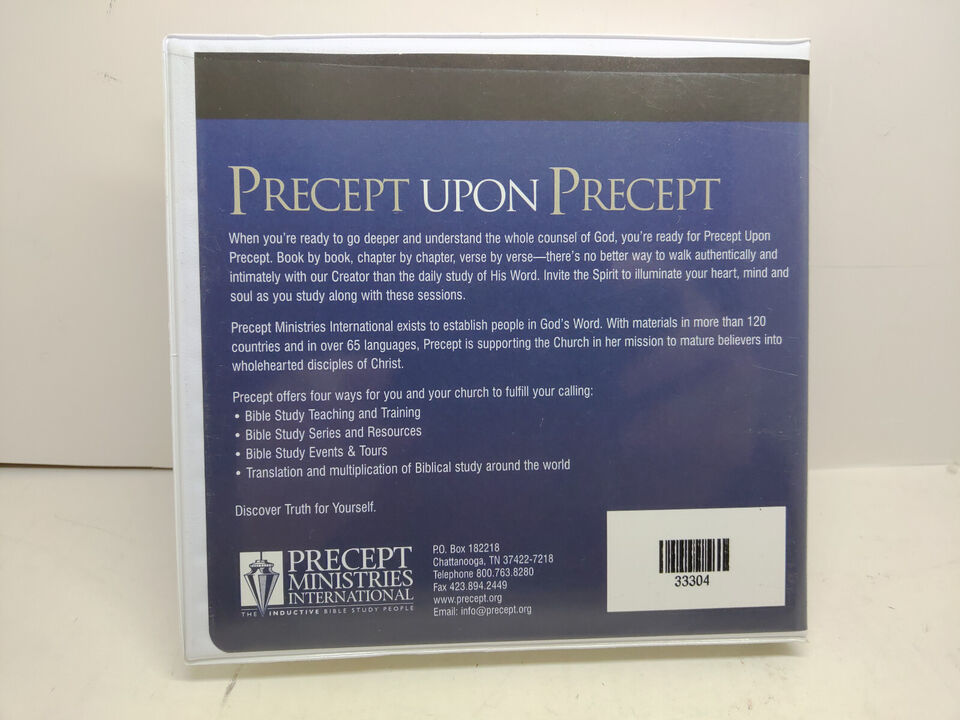 PRECEPT UPON PRECEPT
When you're ready to go deeper and understand the whole counsel of God, you're ready for Precept Upon
Precept. Book by book, chapter by chapter, verse by verse—there's no better way to walk authentically and
intimately with our Creator than the daily study of His Word. Invite the Spirit to illuminate your heart, mind and
soul as you study along with these sessions.
Precept Ministries International exists to establish people in God's Word. With materials in more than 120
countries and in over 65 languages, Precept is supporting the Church in her mission to mature believers into
wholehearted disciples of Christ.
Precept offers four ways for you and your church to fulfill your calling:
• Bible Study Teaching and Training
• Bible Study Series and Resources
• Bible Study Events & Tours
• Translation and multiplication of Biblical study around the world
Discover Truth for Yourself.
PRECEPT
MINISTRIES
INTERNATIONAL
THE INDUCTIVE BIBLE STUDY PEOPLE
P.O. Box 182218
Chattanooga, TN 37422-7218
Telephone 800.763.8280
Fax 423.894.2449
www.precept.org
Email: info@precept.org
33304